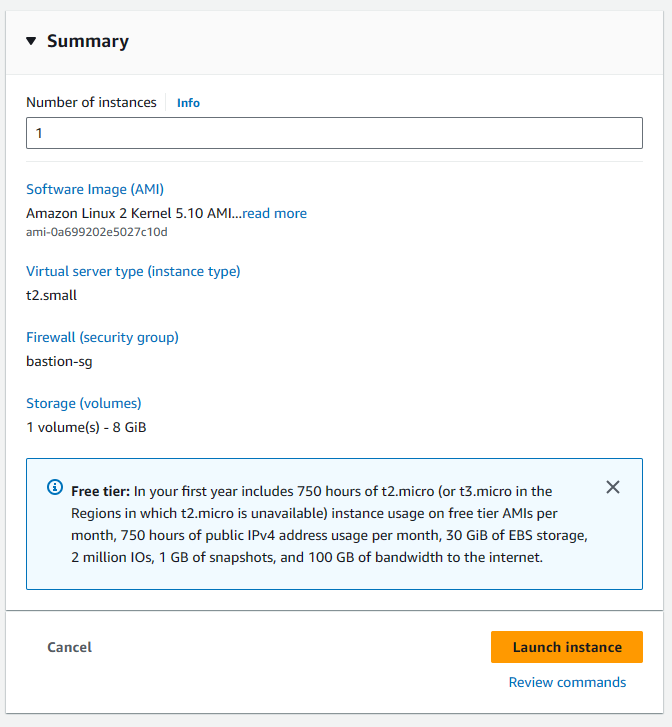 Summary
Number of instances Info
1
Software Image (AMI)
Amazon Linux 2 Kernel 5.10 AMI...read more
ami-0a699202e5027c10d
Virtual server type (instance type)
t2.small
Firewall (security group)
bastion-sg
Storage (volumes)
1 volume(s) - 8 GiB
Free tier: In your first year includes 750 hours of t2.micro (or t3.micro in the
Regions in which t2.micro is unavailable) instance usage on free tier AMIs per
month, 750 hours of public IPv4 address usage per month, 30 GiB of EBS storage,
2 million IOs, 1 GB of snapshots, and 100 GB of bandwidth to the internet.
Cancel
Launch instance
Review commands